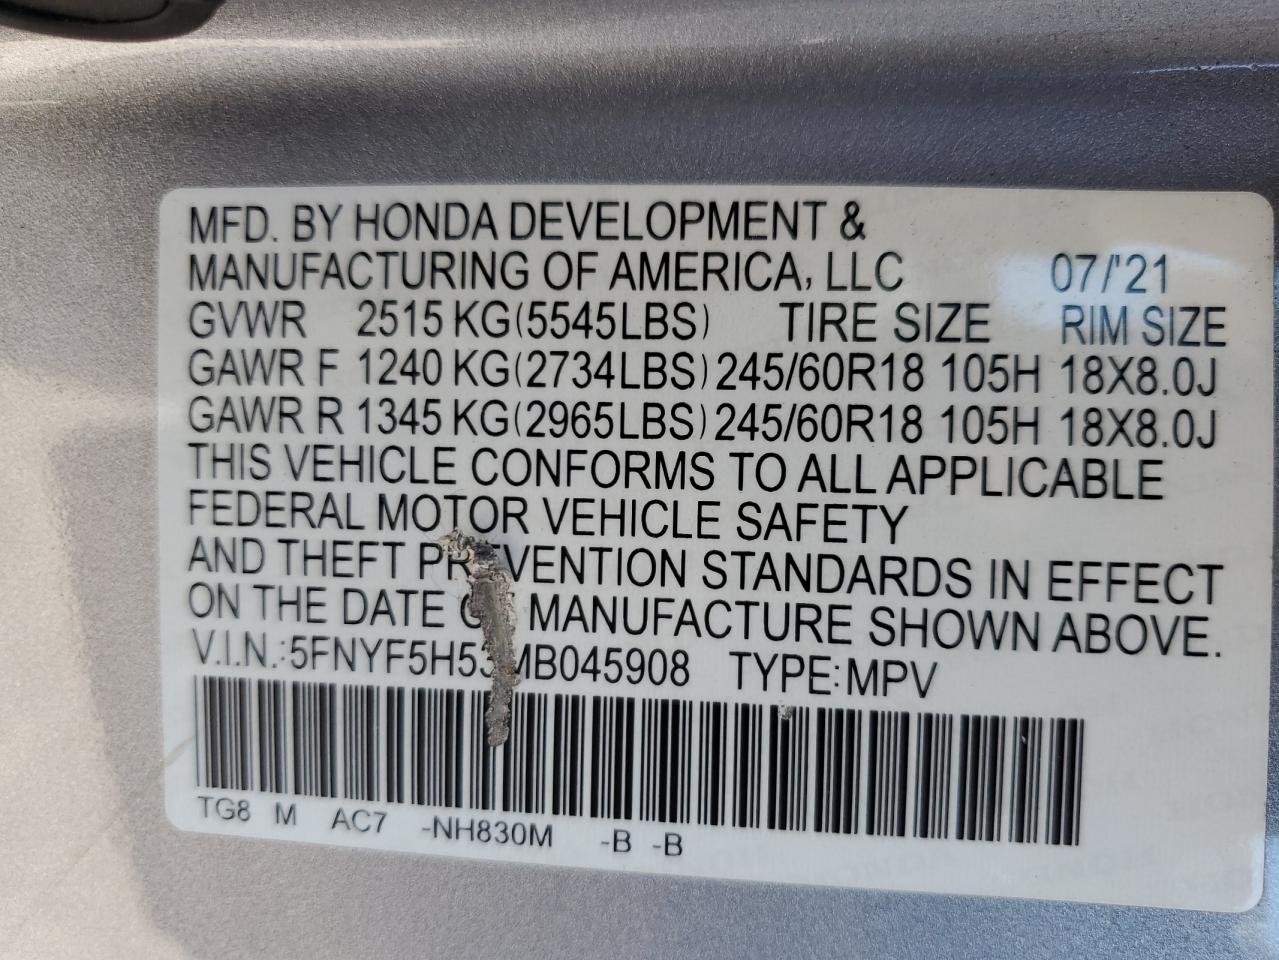 MFD. BY HONDA DEVELOPMENT &
MANUFACTURING OF AMERICA, LLC 07/'21
GVWR 2515 KG(5545LBS) TIRE SIZE RIM SIZE
GAWR F 1240 KG(2734LBS) 245/60R18 105H 18X8.0J
GAWR R 1345 KG(2965LBS) 245/60R18 105H 18X8.0J
THIS VEHICLE CONFORMS TO ALL APPLICABLE
FEDERAL MOTOR VEHICLE SAFETY
AND THEFT PREVENTION STANDARDS IN EFFECT
ON THE DATE OF MANUFACTURE SHOWN ABOVE.
V.I.N.: TYPE:MPV
TG8 M AC7 -NH830M -B -B